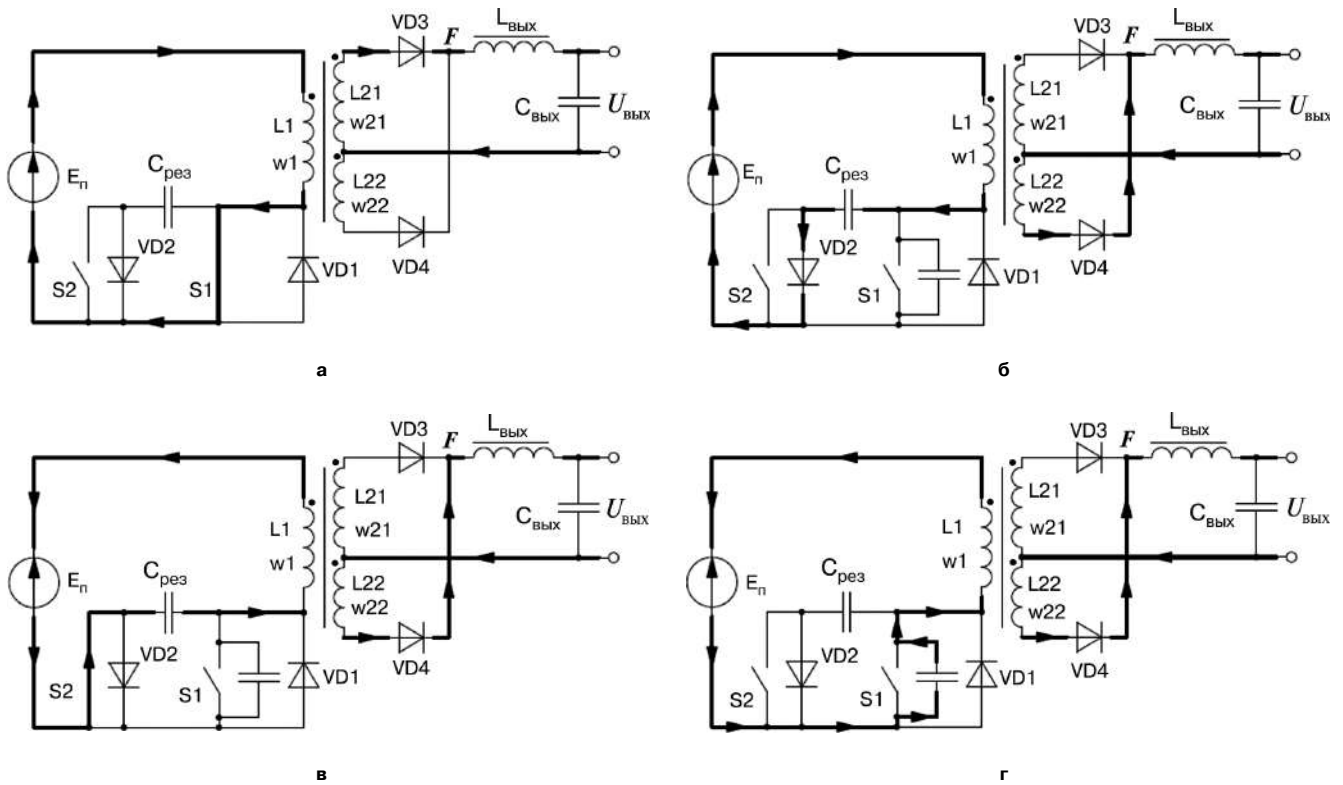 VD3
F
Lвых
L21
w21
L1
w1
Cвых
Uвых
Eп
Cрез
L22
w22
VD2
VD4
S2
S1
VD1
а
VD3
F
Lвых
L21
w21
L1
w1
Cвых
Uвых
Eп
Cрез
L22
w22
VD2
VD4
S2
S1
VD1
б
VD3
F
Lвых
L21
w21
L1
w1
Cвых
Uвых
Eп
Cрез
L22
w22
VD2
VD4
S2
S1
VD1
в
VD3
F
Lвых
L21
w21
L1
w1
Cвых
Uвых
Eп
Cрез
L22
w22
VD2
VD4
S2
S1
VD1
г